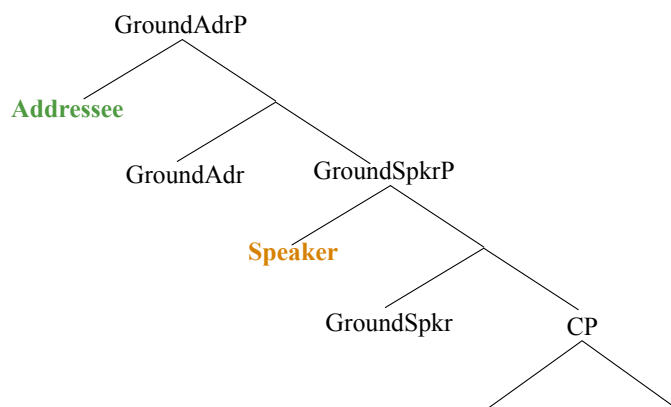 GroundAdrP
Addressee
GroundAdr
GroundSpkrP
Speaker
GroundSpkr
CP